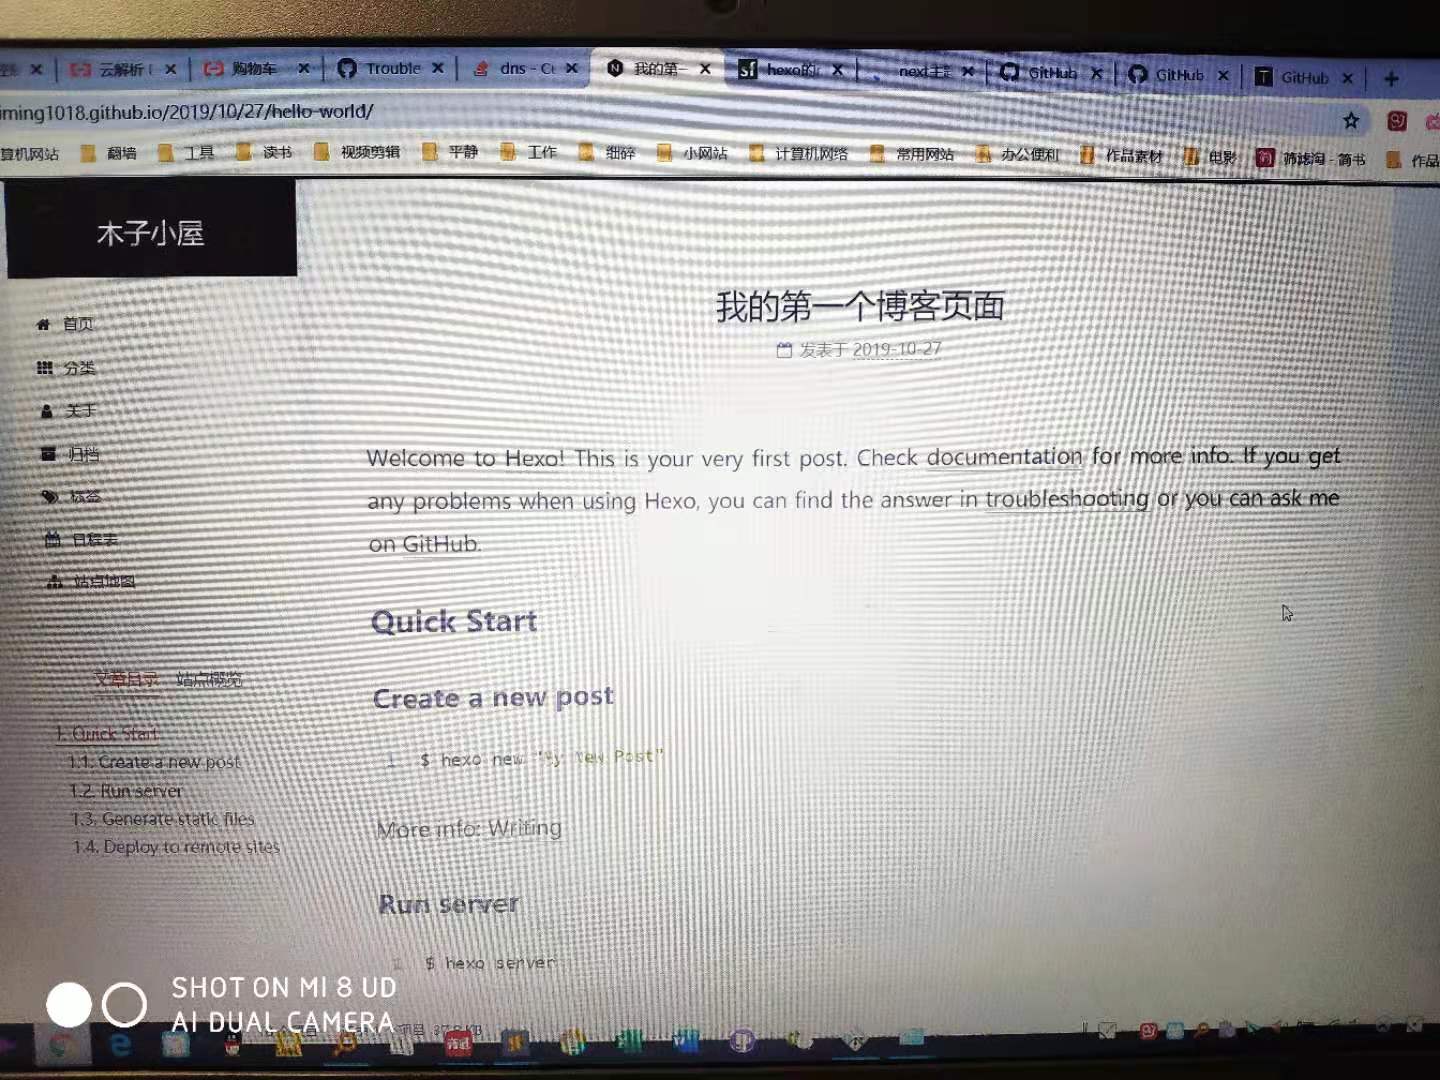 云解析
购物车
Trouble
dns - C
我的第一
hexo的
next主题
GitHub
GitHub
GitHub
iming1018.github.io/2019/10/27/hello-world/
算机网站
翻墙
工具
读书
视频剪辑
平静
工作
细碎
小网站
计算机网络
常用网站
办公便利
作品素材
电影
简书
作品
木子小屋
首页
分类
关于
归档
标签
日程表
站点地图
文章目录 站点概览
1. Quick Start
1.1. Create a new post
1.2. Run server
1.3. Generate static files
1.4. Deploy to remote sites
我的第一个博客页面
发表于 2019-10-27
Welcome to Hexo! This is your very first post. Check documentation for more info. If you get
any problems when using Hexo, you can find the answer in troubleshooting or you can ask me
on GitHub.
Quick Start
Create a new post
1 $ hexo new "My New Post"
More info: Writing
Run server
$ hexo server
SHOT ON MI 8 UD
AI DUAL CAMERA